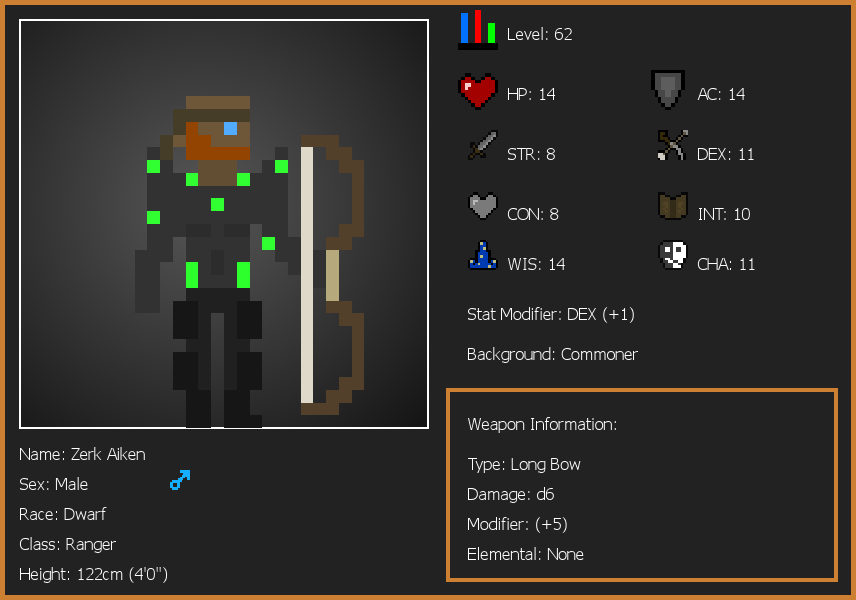 Level: 62
HP: 14
AC: 14
STR: 8
DEX: 11
CON: 8
INT: 10
WIS: 14
CHA: 11
Stat Modifier: DEX (+1)
Background: Commoner
Weapon Information:
Type: Long Bow
Damage: d6
Modifier: (+5)
Elemental: None
Name: Zerk Aiken
Sex: Male
Race: Dwarf
Class: Ranger
Height: 122cm (4'0")